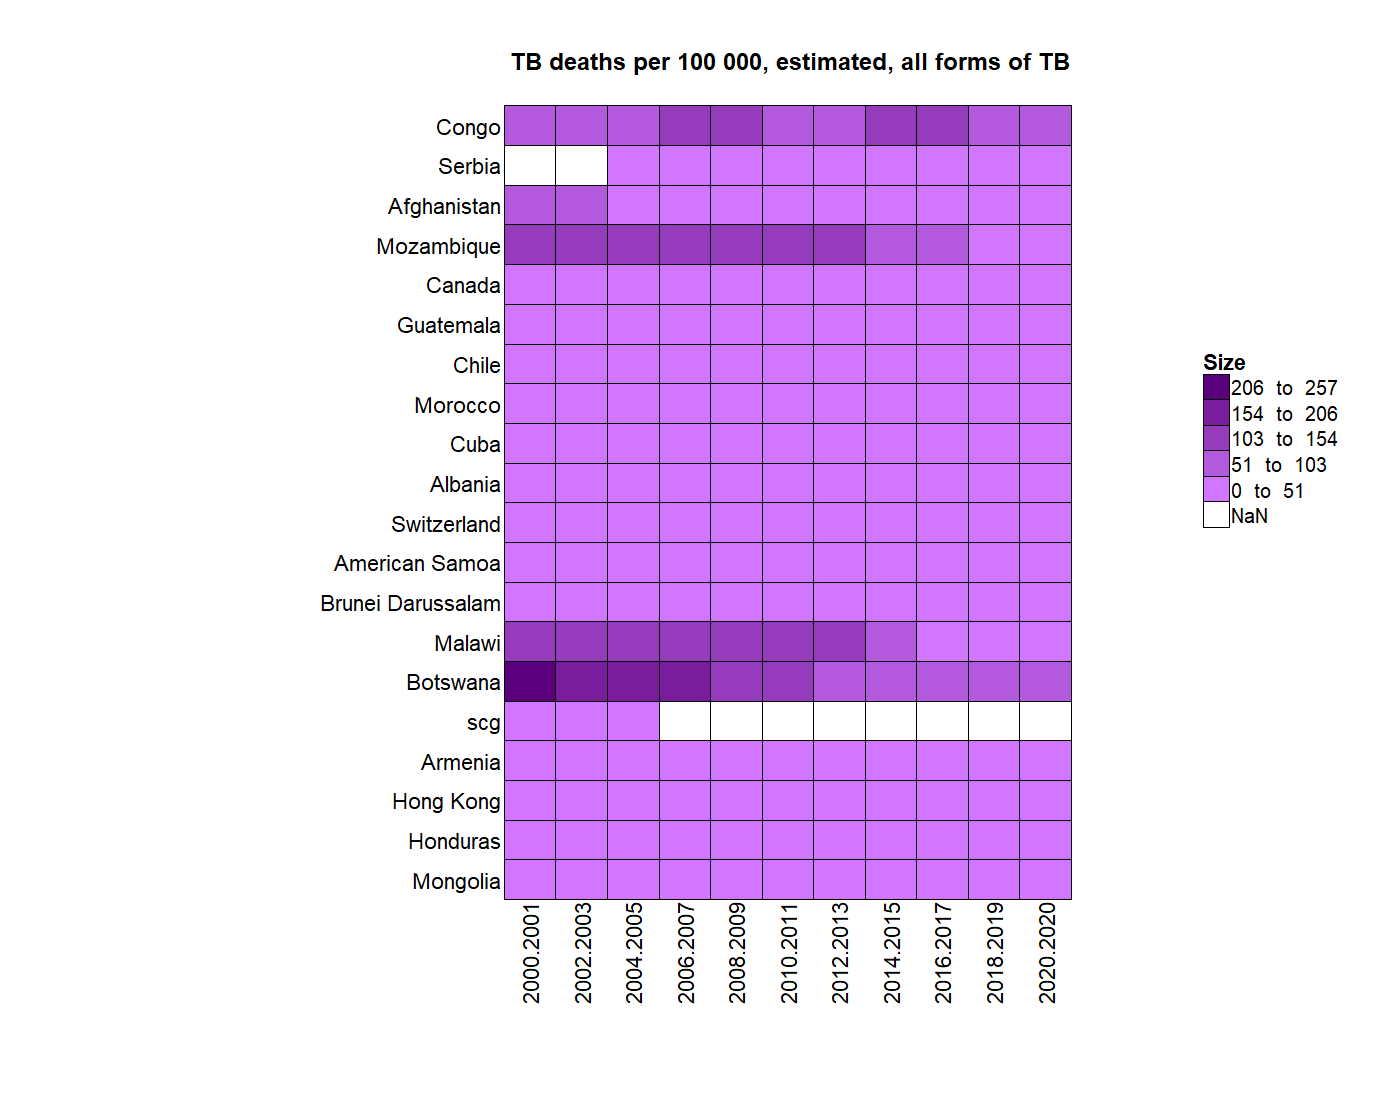 TB deaths per 100 000, estimated, all forms of TB
Congo
Serbia
Afghanistan
Mozambique
Canada
Guatemala
Chile
Morocco
Cuba
Albania
Switzerland
American Samoa
Brunei Darussalam
Malawi
Botswana
scg
Armenia
Hong Kong
Honduras
Mongolia
2000.2001
2002.2003
2004.2005
2006.2007
2008.2009
2010.2011
2012.2013
2014.2015
2016.2017
2018.2019
2020.2020
Size
206 to 257
154 to 206
103 to 154
51 to 103
0 to 51
NaN